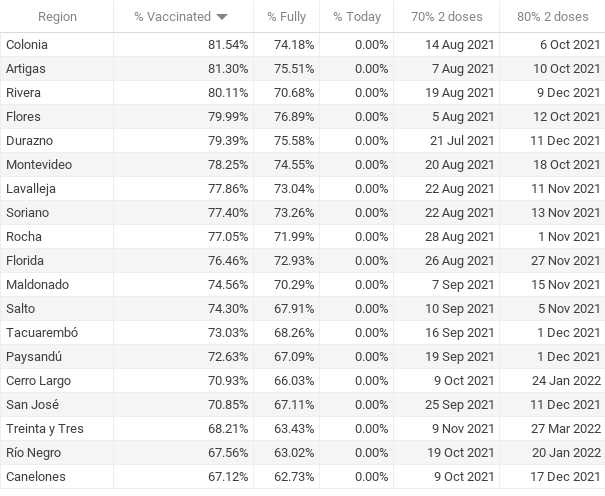 Region % Vaccinated % Fully % Today 70% 2 doses 80% 2 doses
Colonia 81.54% 74.18% 0.00% 14 Aug 2021 6 Oct 2021
Artigas 81.30% 75.51% 0.00% 7 Aug 2021 10 Oct 2021
Rivera 80.11% 70.68% 0.00% 19 Aug 2021 9 Dec 2021
Flores 79.99% 76.89% 0.00% 5 Aug 2021 12 Oct 2021
Durazno 79.39% 75.58% 0.00% 21 Jul 2021 11 Dec 2021
Montevideo 78.25% 74.55% 0.00% 20 Aug 2021 18 Oct 2021
Lavalleja 77.86% 73.04% 0.00% 22 Aug 2021 11 Nov 2021
Soriano 77.40% 73.26% 0.00% 22 Aug 2021 13 Nov 2021
Rocha 77.05% 71.99% 0.00% 28 Aug 2021 1 Nov 2021
Florida 76.46% 72.93% 0.00% 26 Aug 2021 27 Nov 2021
Maldonado 74.56% 70.29% 0.00% 7 Sep 2021 15 Nov 2021
Salto 74.30% 67.91% 0.00% 10 Sep 2021 5 Nov 2021
Tacuarembó 73.03% 68.26% 0.00% 16 Sep 2021 1 Dec 2021
Paysandú 72.63% 67.09% 0.00% 19 Sep 2021 1 Dec 2021
Cerro Largo 70.93% 66.03% 0.00% 9 Oct 2021 24 Jan 2022
San José 70.85% 67.11% 0.00% 25 Sep 2021 11 Dec 2021
Treinta y Tres 68.21% 63.43% 0.00% 9 Nov 2021 27 Mar 2022
Río Negro 67.56% 63.02% 0.00% 19 Oct 2021 20 Jan 2022
Canelones 67.12% 62.73% 0.00% 9 Oct 2021 17 Dec 2021